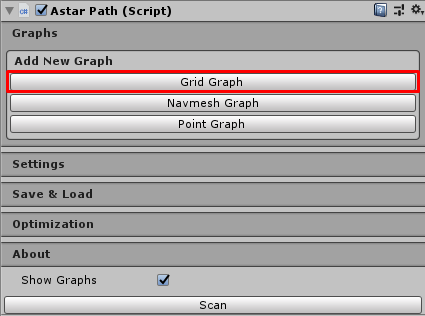 Astar Path (Script)
Graphs
Add New Graph
Grid Graph
Navmesh Graph
Point Graph
Settings
Save & Load
Optimization
About
Show Graphs
Scan